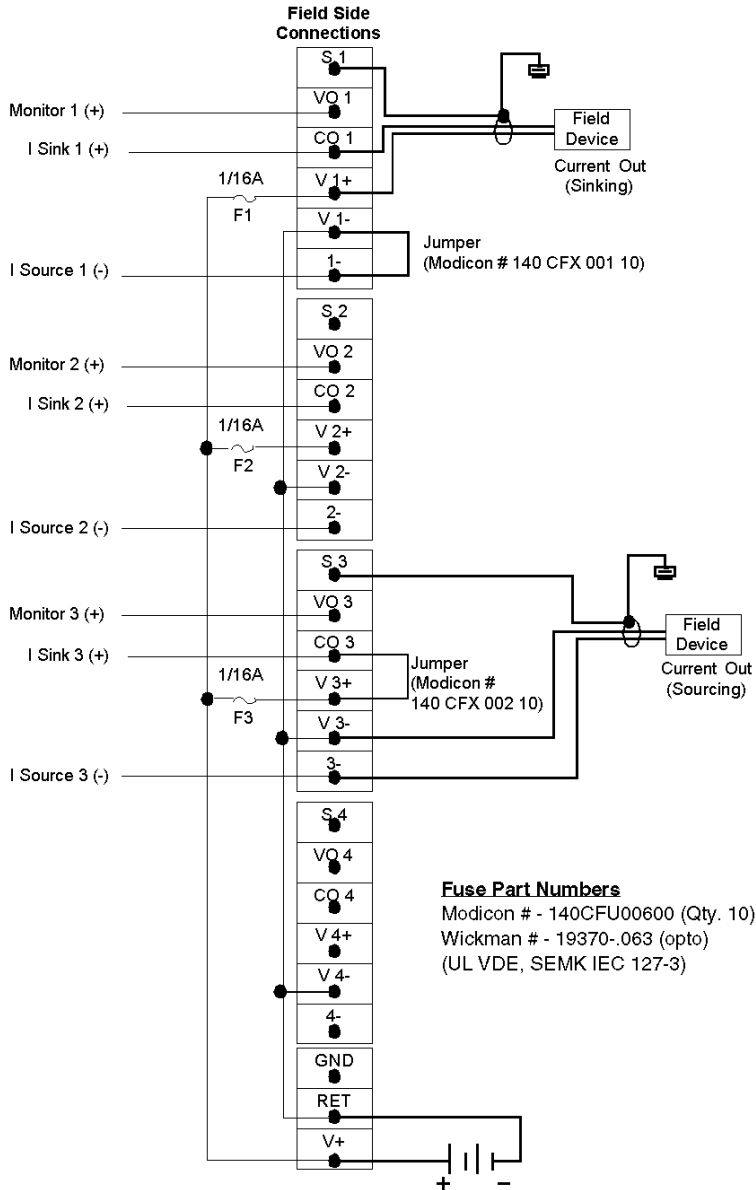 Field Side
Connections
S 1
Monitor 1 (+)
VO 1
Field
Device
I Sink 1 (+)
CO 1
Current Out
(Sinking)
1/16A
V 1+
F1
V 1-
Jumper
(Modicon # 140 CFX 001 10)
I Source 1 (-)
1-
S 2
Monitor 2 (+)
VO 2
I Sink 2 (+)
CO 2
1/16A
V 2+
F2
V 2-
I Source 2 (-)
2-
S 3
Monitor 3 (+)
VO 3
Field
Device
I Sink 3 (+)
CO 3
Current Out
(Sourcing)
Jumper
(Modicon #
140 CFX 002 10)
1/16A
V 3+
F3
V 3-
I Source 3 (-)
3-
S 4
VO 4
CO 4
V 4+
V 4-
4-
Fuse Part Numbers
Modicon # - 140CFU00600 (Qty. 10)
Wickman # - 19370-.063 (opto)
(UL VDE, SEMK IEC 127-3)
GND
RET
V+
+
−